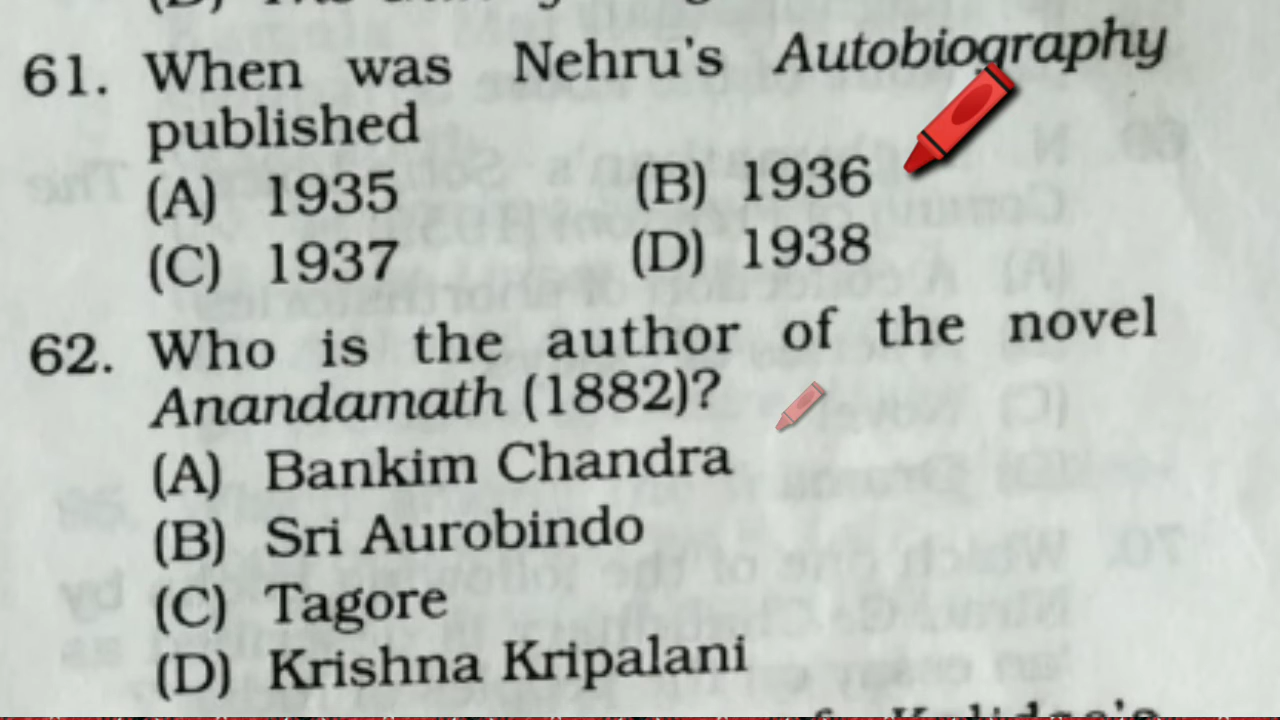 61. When was Nehru's Autobiography
published
(A) 1935 (B) 1936
(C) 1937 (D) 1938
62. Who is the author of the novel
Anandamath (1882)?
(A) Bankim Chandra
(B) Sri Aurobindo
(C) Tagore
(D) Krishna Kripalani